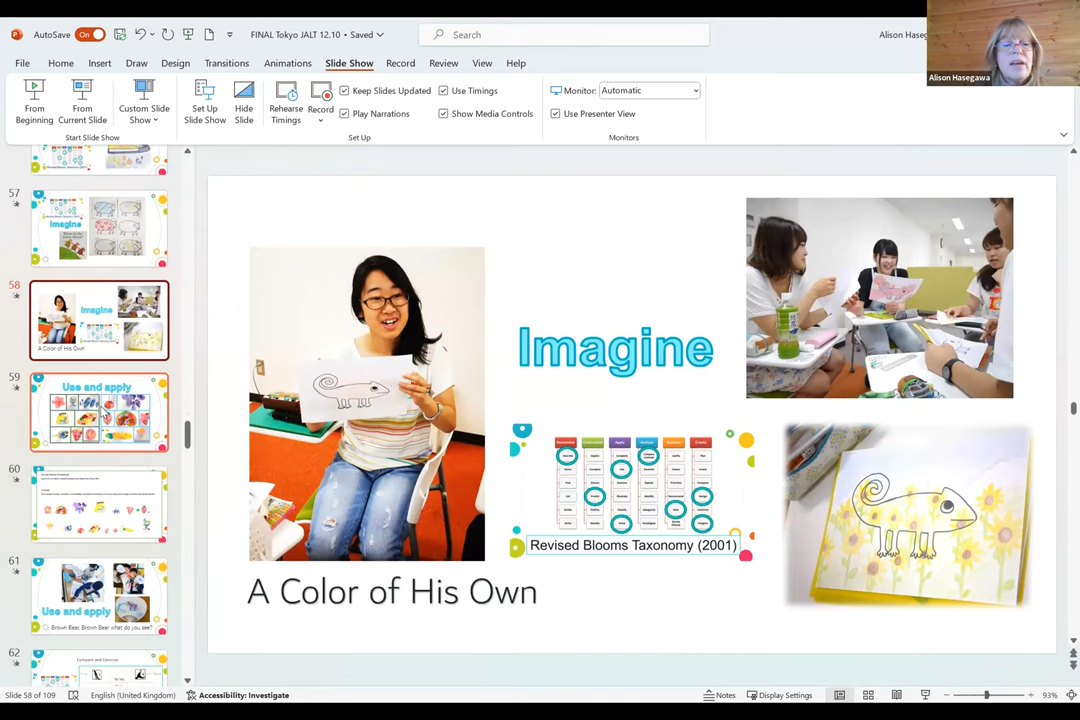 AutoSave
On
FINAL Tokyo JALT 12.10 • Saved
Search
Alison Haseg
Alison Hasegawa
File
Home
Insert
Draw
Design
Transitions
Animations
Slide Show
Record
Review
View
Help
From Beginning
From Current Slide
Custom Slide Show
Set Up Slide Show
Hide Slide
Rehearse Timings
Record
Keep Slides Updated
Use Timings
Play Narrations
Show Media Controls
Monitor:
Automatic
Use Presenter View
Start Slide Show
Set Up
Monitors
57
Imagine
58
Imagine
A Color of His Own
59
Use and apply
60
61
Use and apply
Brown Bear, Brown Bear what do you see?
62
Compare and Contrast
Imagine
Revised Blooms Taxonomy (2001)
A Color of His Own
Slide 58 of 109
English (United Kingdom)
Accessibility: Investigate
Notes
Display Settings
93%